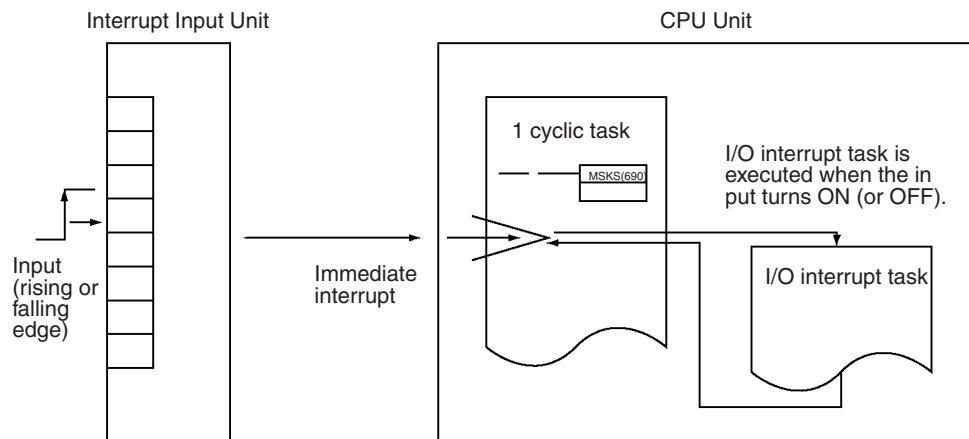 Interrupt Input Unit
CPU Unit
1 cyclic task
MSKS(690)
I/O interrupt task is
executed when the in
put turns ON (or OFF).
Input
(rising or
falling
edge)
Immediate
interrupt
I/O interrupt task